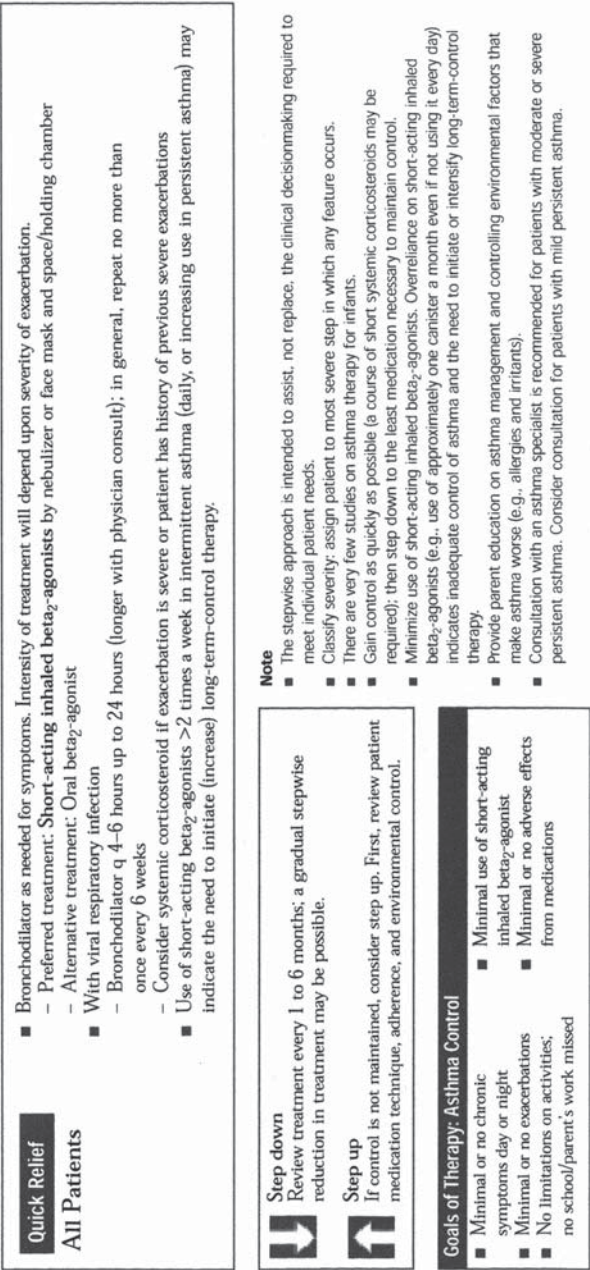 Quick Relief
All Patients
■ Bronchodilator as needed for symptoms. Intensity of treatment will depend upon severity of exacerbation.
– Preferred treatment: Short-acting inhaled beta2-agonists by nebulizer or face mask and space/holding chamber
– Alternative treatment: Oral beta2-agonist
■ With viral respiratory infection
– Bronchodilator q 4–6 hours up to 24 hours (longer with physician consult); in general, repeat no more than
once every 6 weeks
– Consider systemic corticosteroid if exacerbation is severe or patient has history of previous severe exacerbations
■ Use of short-acting beta2-agonists >2 times a week in intermittent asthma (daily, or increasing use in persistent asthma) may
indicate the need to initiate (increase) long-term-control therapy.
Step down
Review treatment every 1 to 6 months; a gradual stepwise
reduction in treatment may be possible.
Step up
If control is not maintained, consider step up. First, review patient
medication technique, adherence, and environmental control.
Goals of Therapy: Asthma Control
■ Minimal or no chronic
symptoms day or night
■ Minimal or no exacerbations
■ No limitations on activities;
no school/parent's work missed
■ Minimal use of short-acting
inhaled beta2-agonist
■ Minimal or no adverse effects
from medications
Note
■ The stepwise approach is intended to assist, not replace, the clinical decisionmaking required to
meet individual patient needs.
■ Classify severity: assign patient to most severe step in which any feature occurs.
■ There are very few studies on asthma therapy for infants.
■ Gain control as quickly as possible (a course of short systemic corticosteroids may be
required); then step down to the least medication necessary to maintain control.
■ Minimize use of short-acting inhaled beta2-agonists. Overreliance on short-acting inhaled
beta2-agonists (e.g., use of approximately one canister a month even if not using it every day)
indicates inadequate control of asthma and the need to initiate or intensify long-term-control
therapy.
■ Provide parent education on asthma management and controlling environmental factors that
make asthma worse (e.g., allergies and irritants).
■ Consultation with an asthma specialist is recommended for patients with moderate or severe
persistent asthma. Consider consultation for patients with mild persistent asthma.